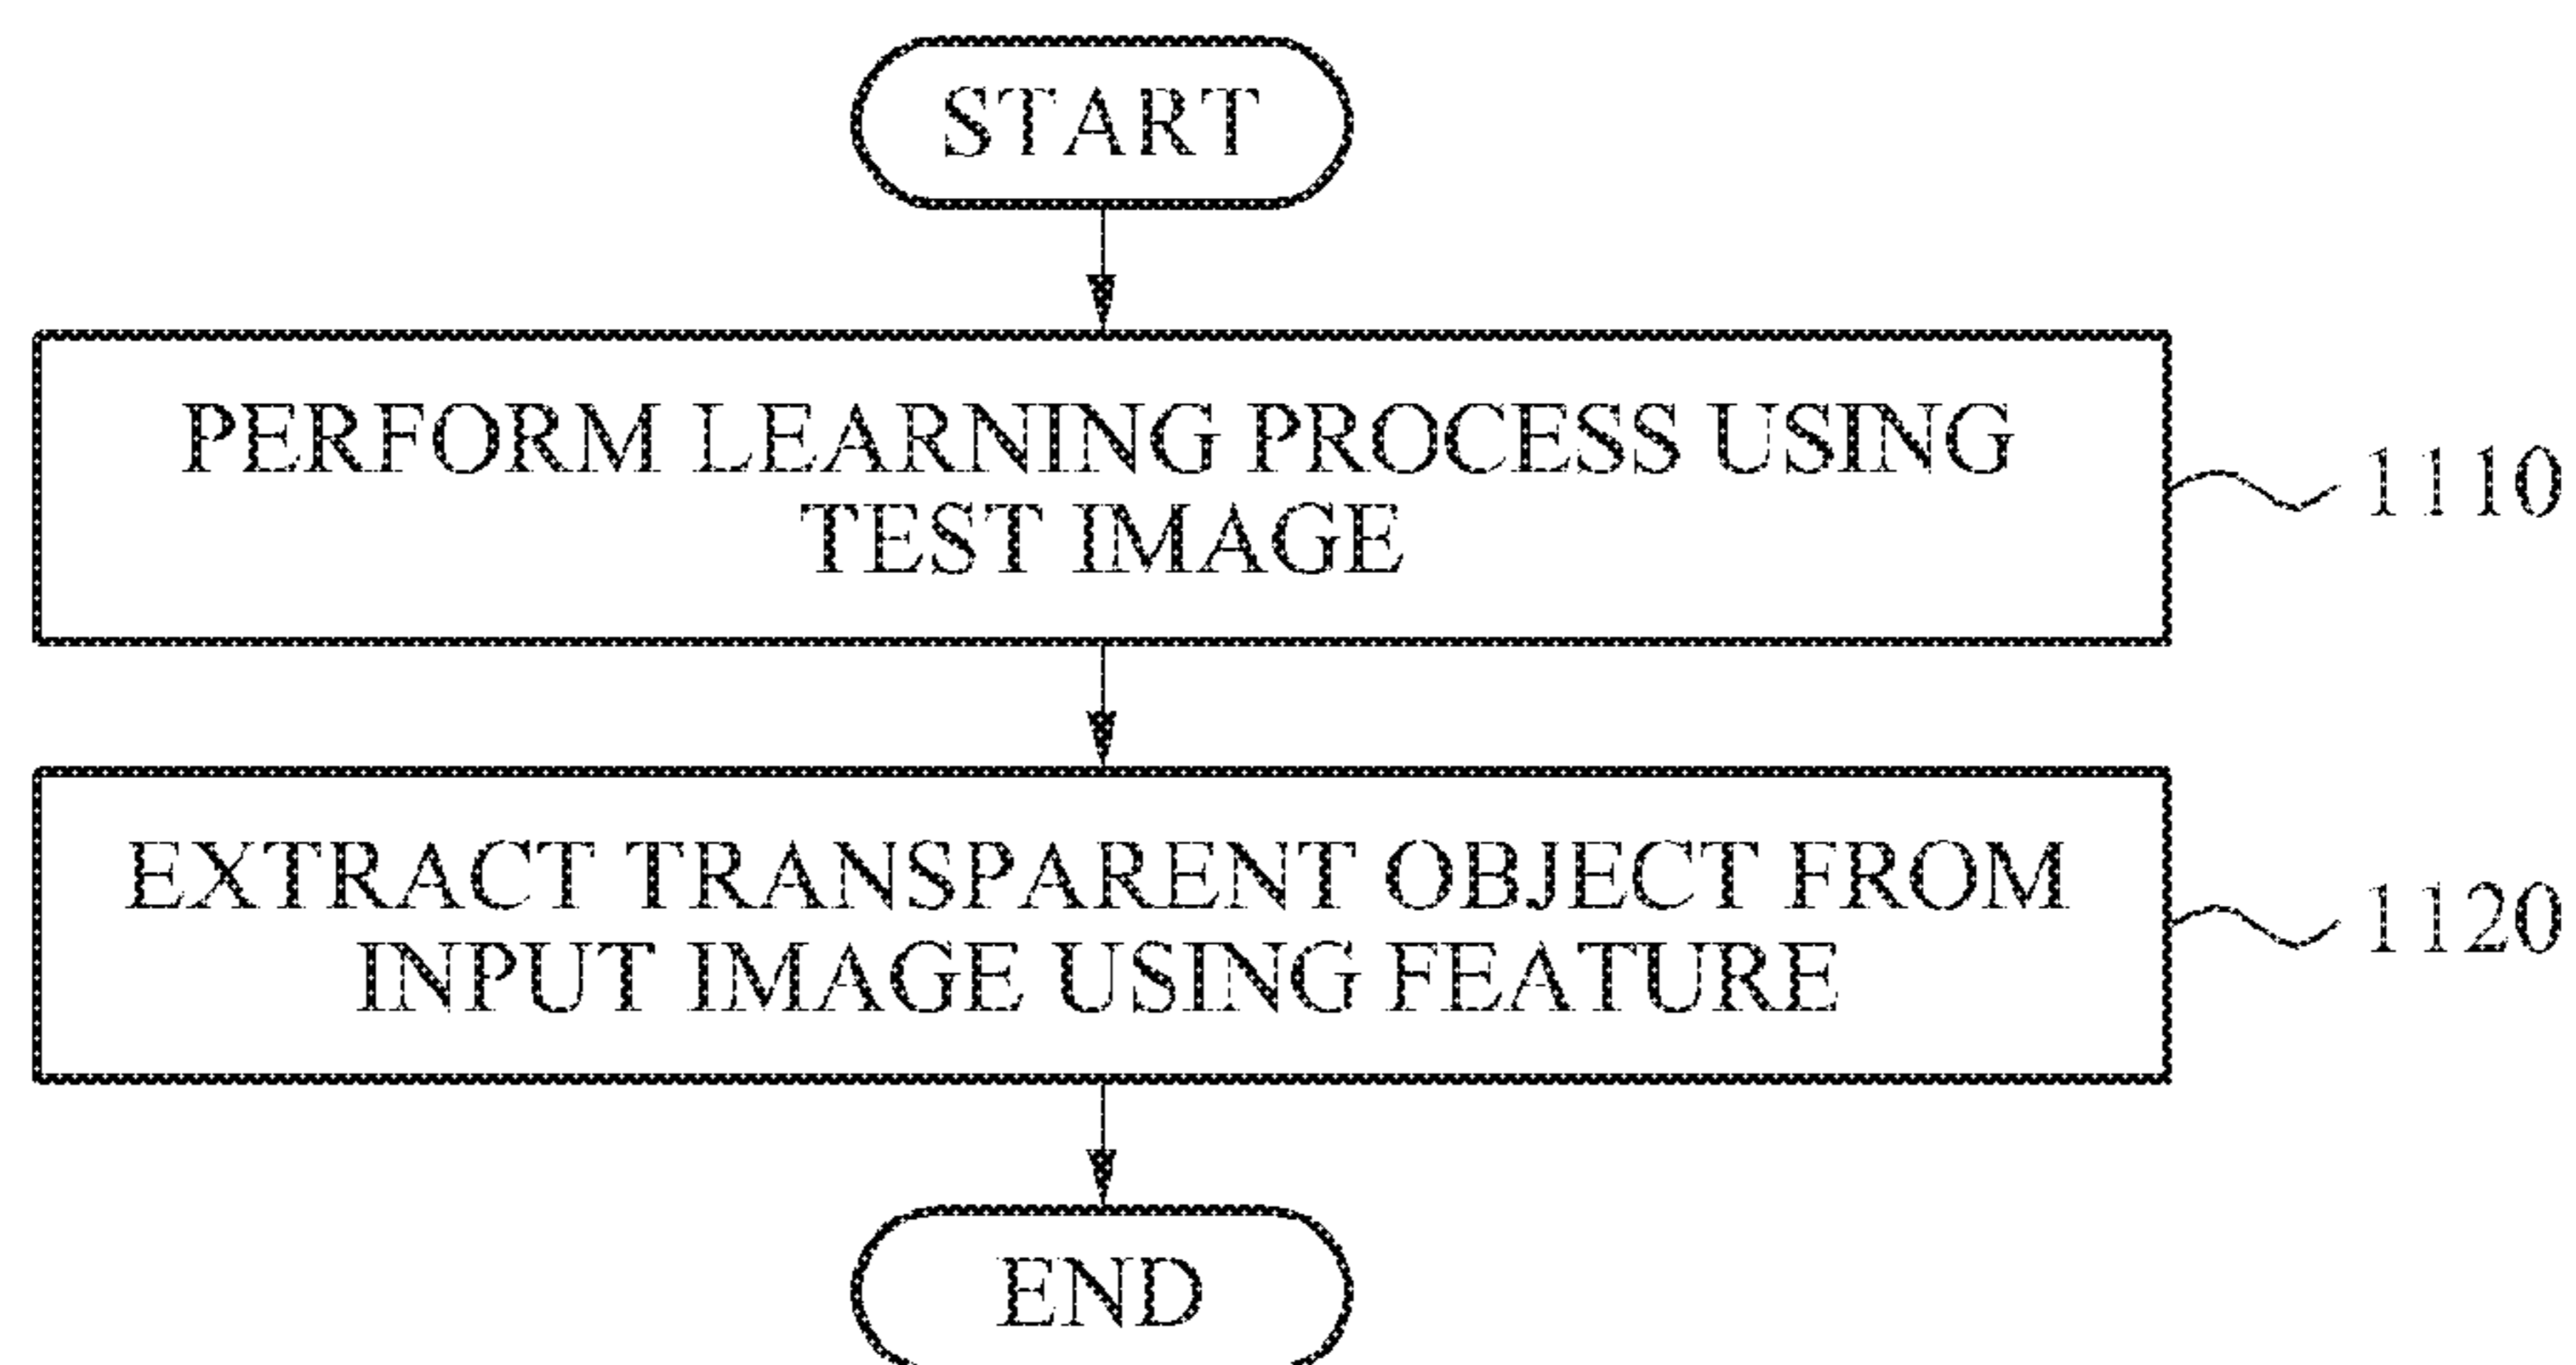 START
PERFORM LEARNING PROCESS USING
TEST IMAGE
1110
EXTRACT TRANSPARENT OBJECT FROM
INPUT IMAGE USING FEATURE
1120
END